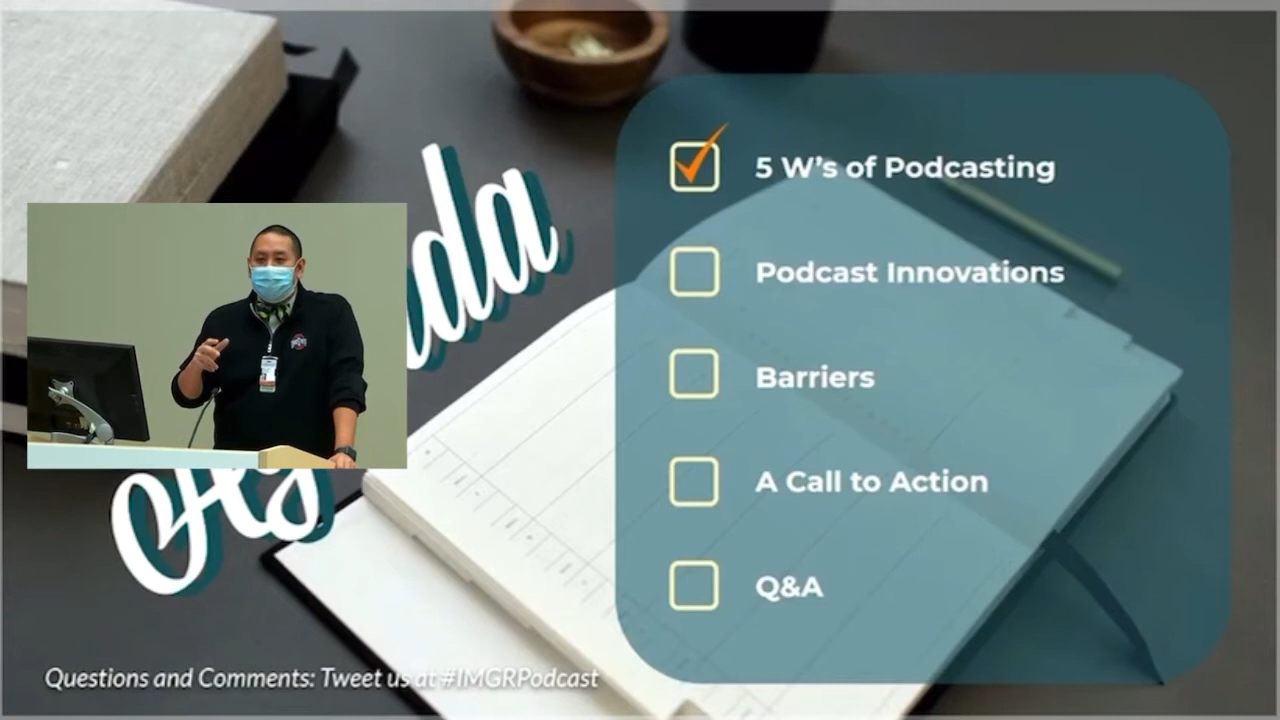 5 W's of Podcasting
Podcast Innovations
Barriers
A Call to Action
Q&A
Questions and Comments: Tweet us at #IMGRPodcast